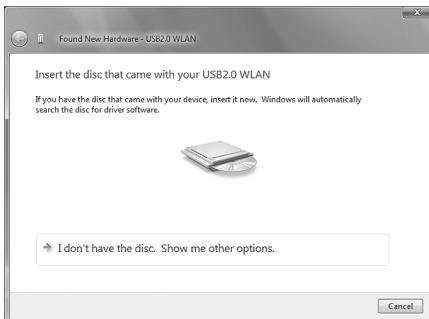 Found New Hardware - USB2.0 WLAN
Insert the disc that came with your USB2.0 WLAN
If you have the disc that came with your device, insert it now.  Windows will automatically
search the disc for driver software.
I don't have the disc.  Show me other options.
Cancel